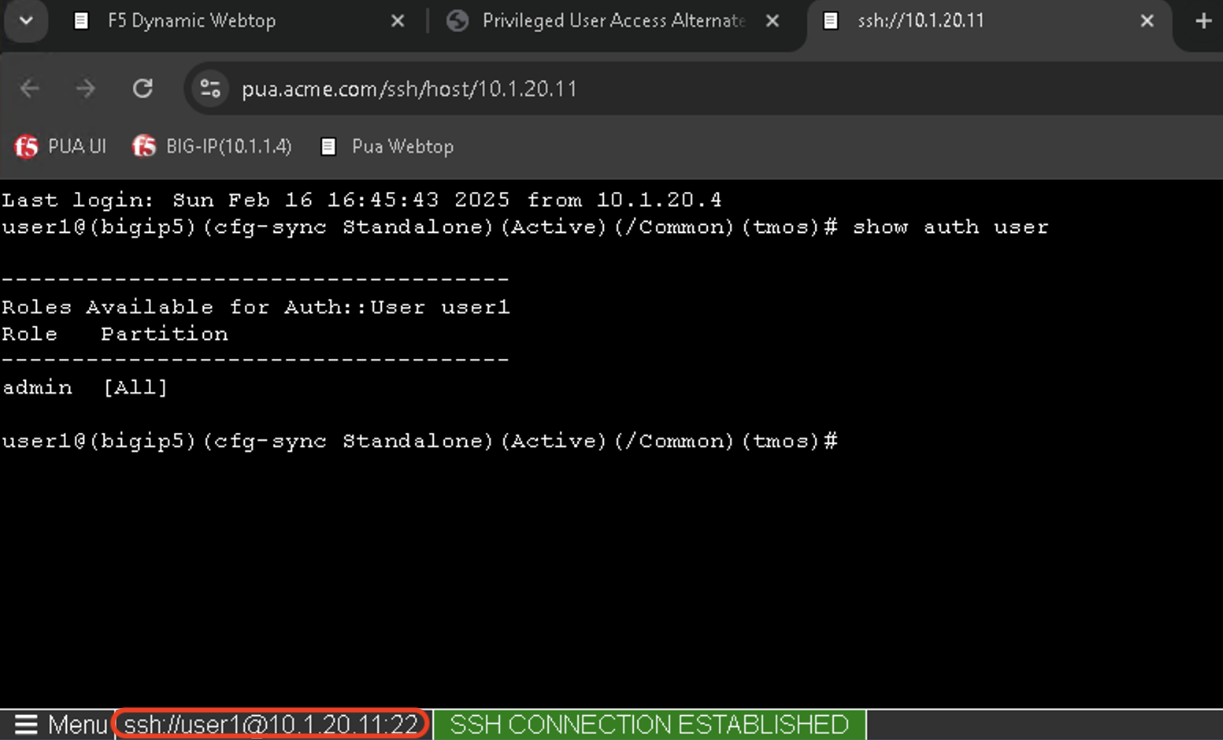 F5 Dynamic Webtop
Privileged User Access Alternate
ssh://10.1.20.11
pua.acme.com/ssh/host/10.1.20.11
f5 PUA UI f5 BIG-IP(10.1.1.4) Pua Webtop
Last login: Sun Feb 16 16:45:43 2025 from 10.1.20.4
user1@(bigip5)(cfg-sync Standalone)(Active)(/Common)(tmos)# show auth user
------------------------------------
Roles Available for Auth::User user1
Role Partition
------------------------------------
admin [All]
user1@(bigip5)(cfg-sync Standalone)(Active)(/Common)(tmos)#
Menu ssh://user1@10.1.20.11:22 SSH CONNECTION ESTABLISHED